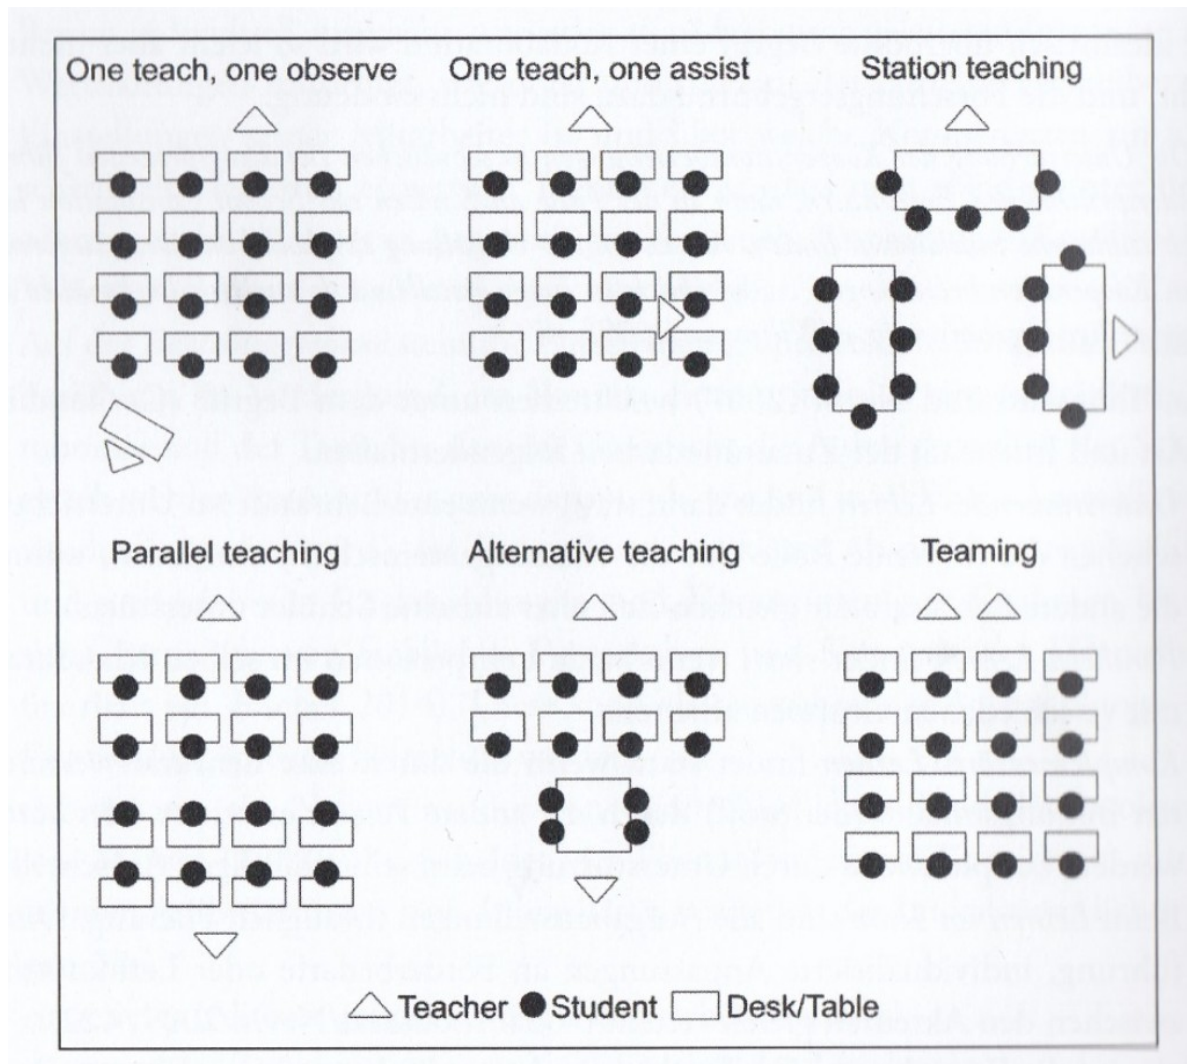 One teach, one observe
One teach, one assist
Station teaching
Parallel teaching
Alternative teaching
Teaming
Teacher Student Desk/Table